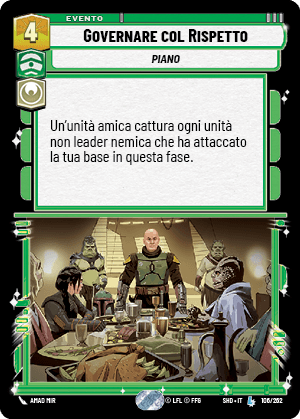 EVENTO
4
GOVERNARE COL RISPETTO
PIANO
Un'unità amica cattura ogni unità
non leader nemica che ha attaccato
la tua base in questa fase.
AMAD MIR
© LFL © FFG
SHD • IT
106/262